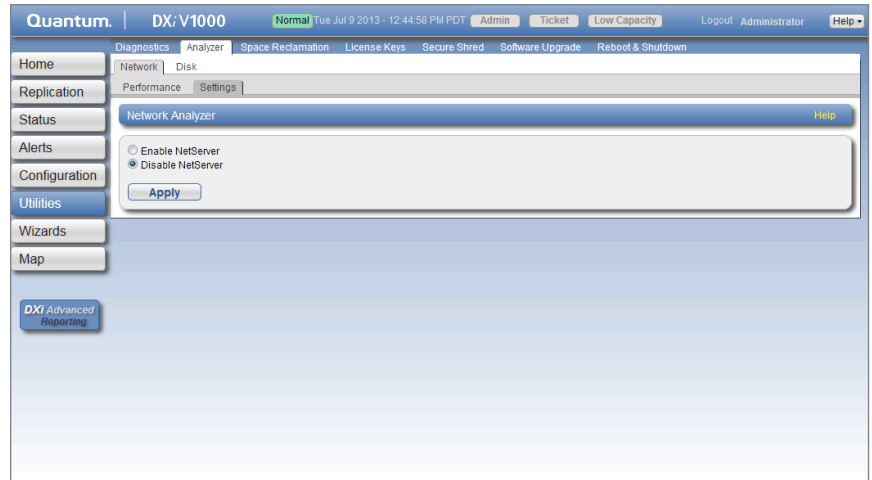 Quantum. DXi V1000 Normal Tue Jul 9 2013 - 12:44:58 PM PDT Admin Ticket Low Capacity Logout Administrator Help
Diagnostics Analyzer Space Reclamation License Keys Secure Shred Software Upgrade Reboot & Shutdown
Home
Network Disk
Replication
Performance Settings
Status
Network Analyzer Help
Alerts
Enable NetServer
Disable NetServer
Configuration
Apply
Utilities
Wizards
Map
DXi Advanced
Reporting